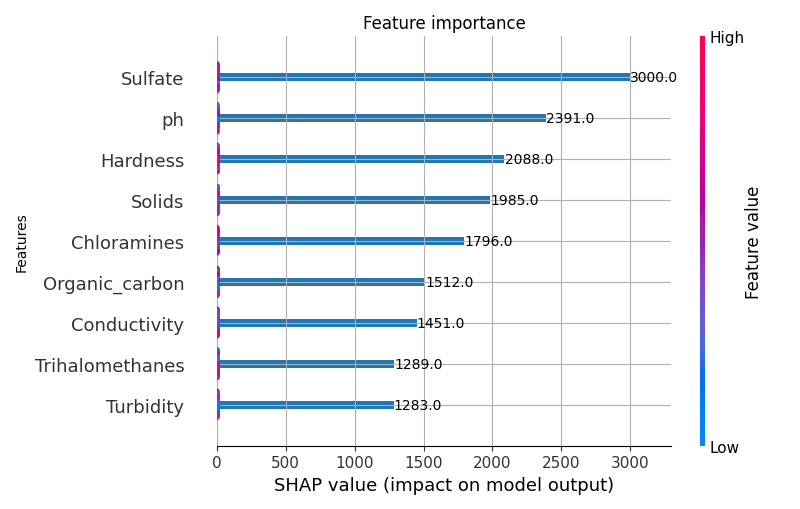 Feature importance
High
Sulfate 3000.0
ph 2391.0
Hardness 2088.0
Solids 1985.0
Chloramines 1796.0
Organic_carbon 1512.0
Conductivity 1451.0
Trihalomethanes 1289.0
Turbidity 1283.0
Features
Feature value
Low
0 500 1000 1500 2000 2500 3000
SHAP value (impact on model output)